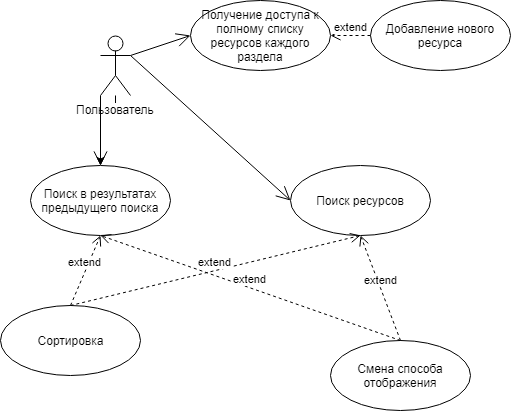 Получение доступа к
полному списку
ресурсов каждого
раздела
extend
Добавление нового
ресурса
Пользователь
Поиск в результатах
предыдущего поиска
Поиск ресурсов
extend
extend
extend
extend
Сортировка
Смена способа
отображения